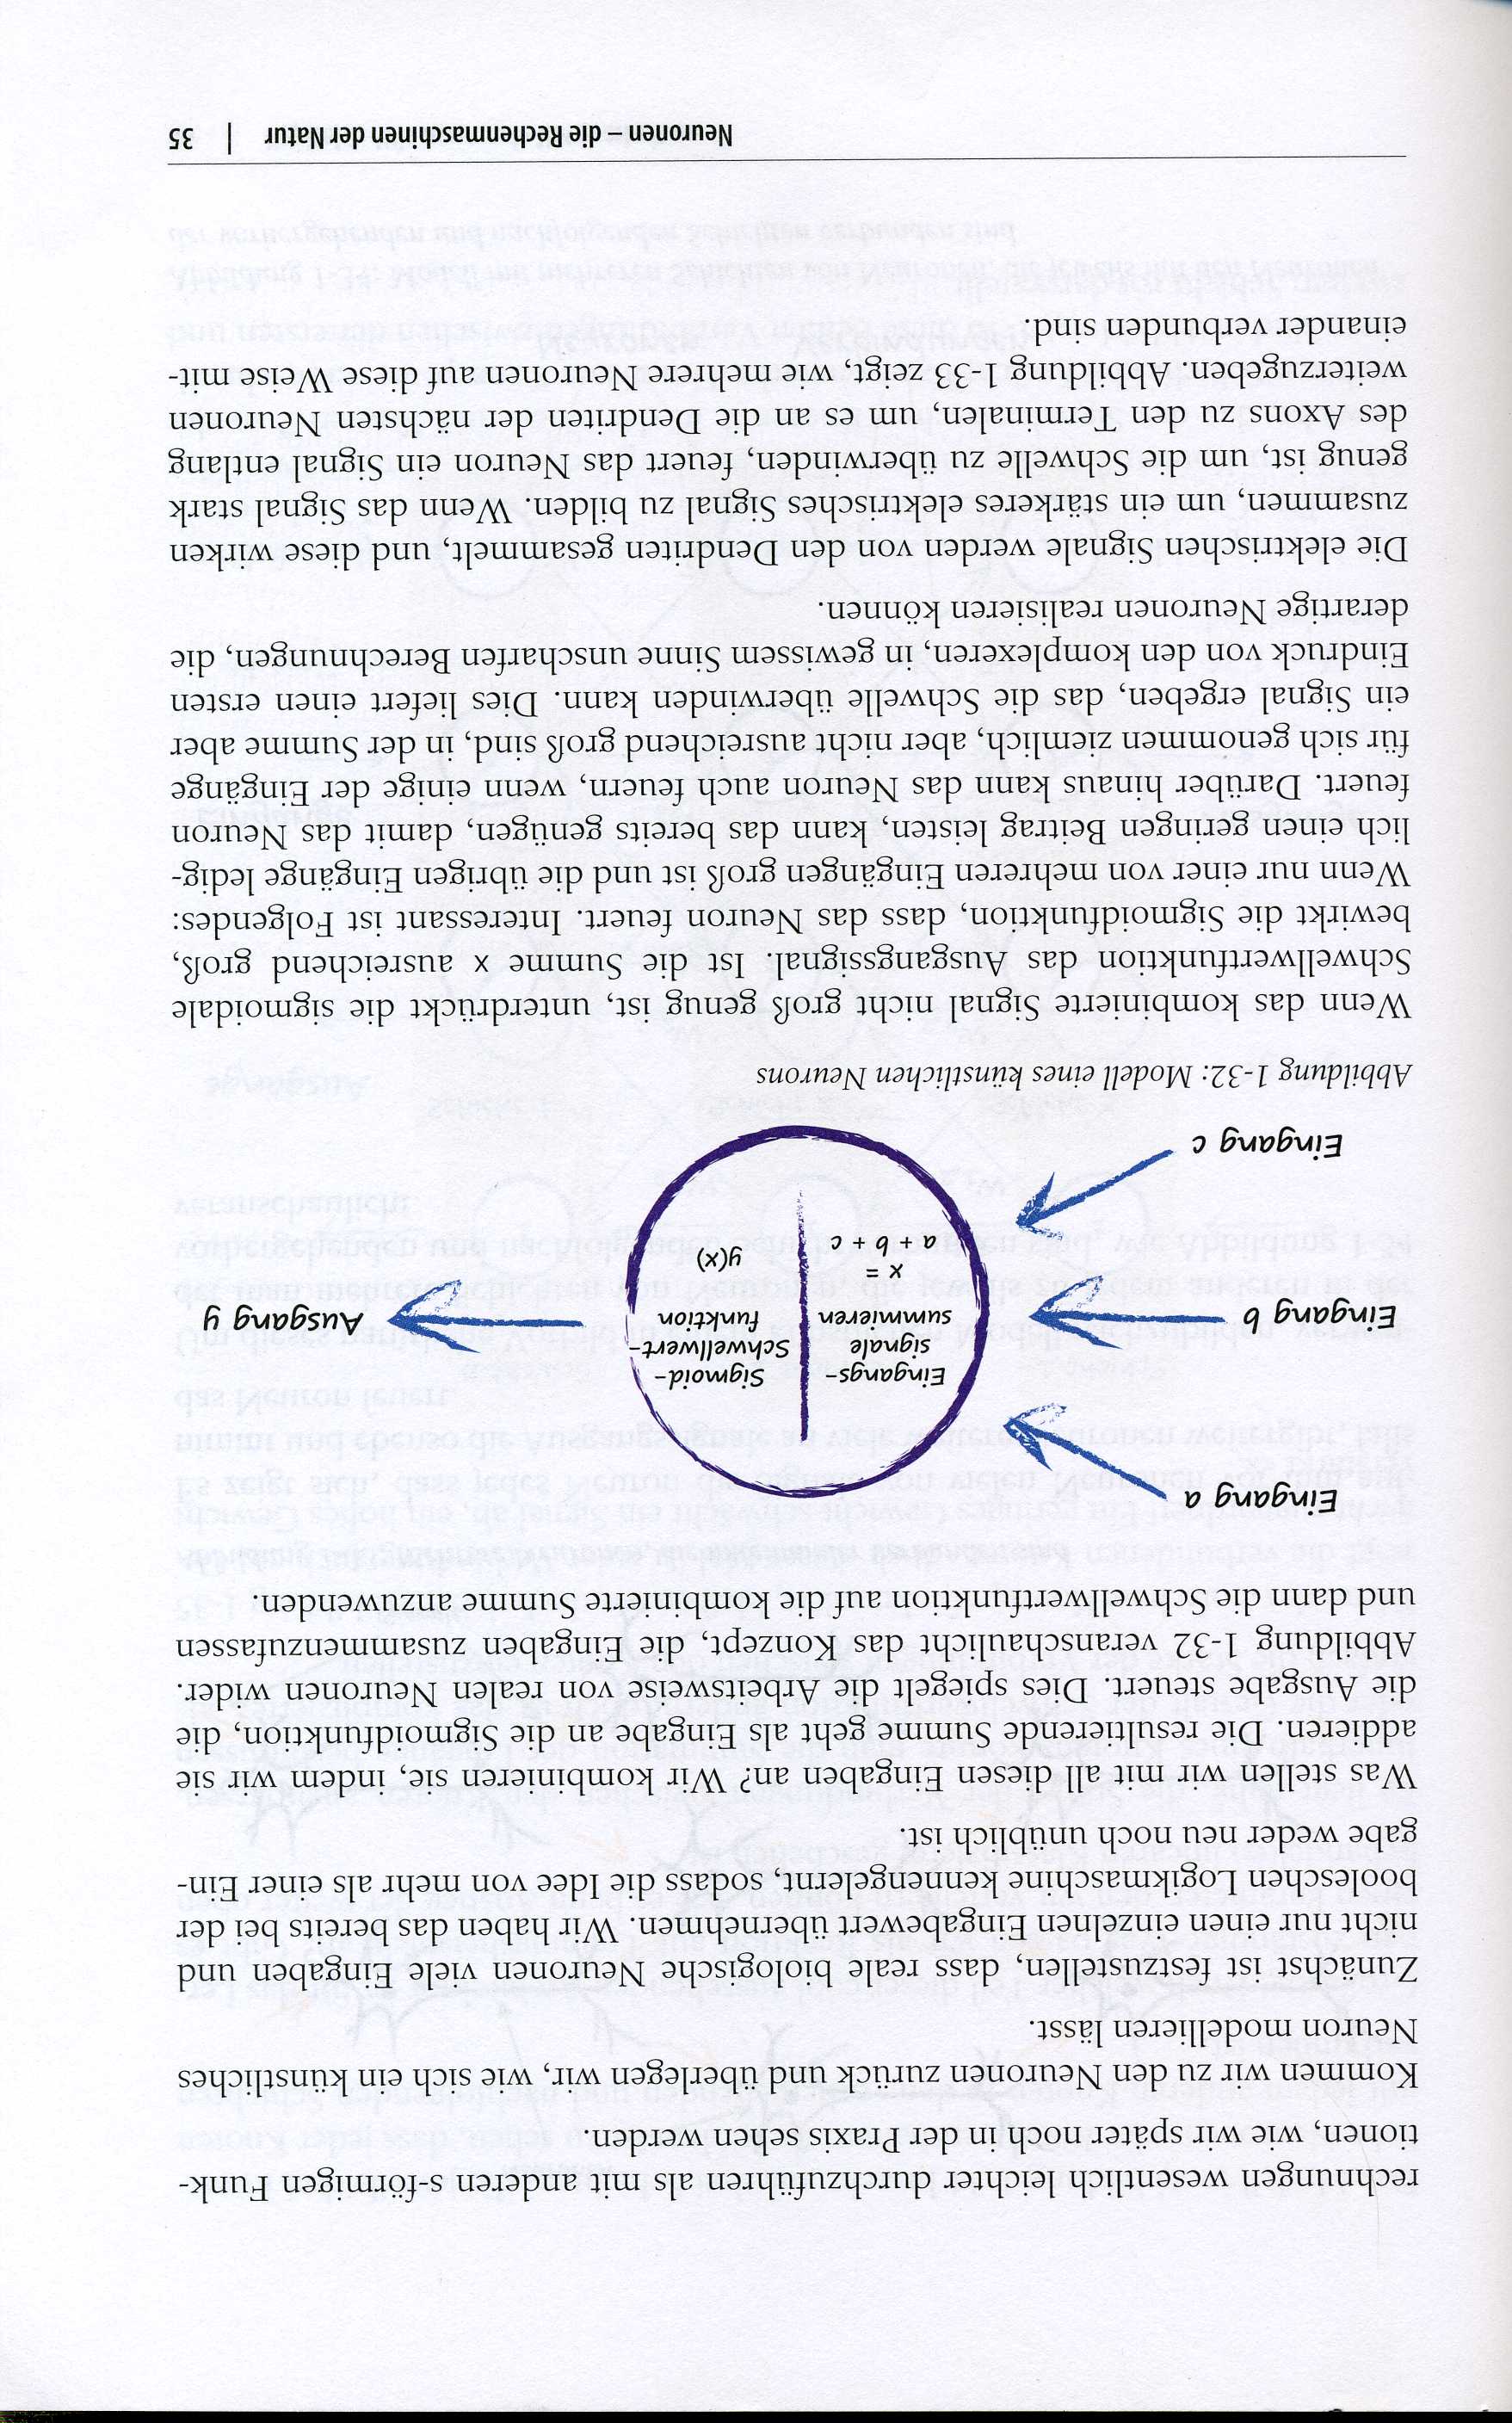 rechnungen wesentlich leichter durchzuführen als mit anderen s-förmigen Funk-
tionen, wie wir später noch in der Praxis sehen werden.
Kommen wir zu den Neuronen zurück und überlegen wir, wie sich ein künstliches
Neuron modellieren lässt.
Zunächst ist festzustellen, dass reale biologische Neuronen viele Eingaben und
nicht nur einen einzelnen Eingabewert übernehmen. Wir haben das bereits bei der
booleschen Logikmaschine kennengelernt, sodass die Idee von mehr als einer Ein-
gabe weder neu noch unüblich ist.
Was stellen wir mit all diesen Eingaben an? Wir kombinieren sie, indem wir sie
addieren. Die resultierende Summe geht als Eingabe an die Sigmoidfunktion, die
die Ausgabe steuert. Dies spiegelt die Arbeitsweise von realen Neuronen wider.
Abbildung 1-32 veranschaulicht das Konzept, die Eingaben zusammenzufassen
und dann die Schwellwertfunktion auf die kombinierte Summe anzuwenden.
Eingang a
Eingang b
Eingang c
Eingangs-
signale
summieren
x =
a + b + c
Sigmoid-
Schwellwert-
funktion
y(x)
Ausgang y
Abbildung 1-32: Modell eines künstlichen Neurons
Wenn das kombinierte Signal nicht groß genug ist, unterdrückt die sigmoidale
Schwellwertfunktion das Ausgangssignal. Ist die Summe x ausreichend groß,
bewirkt die Sigmoidfunktion, dass das Neuron feuert. Interessant ist Folgendes:
Wenn nur einer von mehreren Eingängen groß ist und die übrigen Eingänge ledig-
lich einen geringen Beitrag leisten, kann das bereits genügen, damit das Neuron
feuert. Darüber hinaus kann das Neuron auch feuern, wenn einige der Eingänge
für sich genommen ziemlich, aber nicht ausreichend groß sind, in der Summe aber
ein Signal ergeben, das die Schwelle überwinden kann. Dies liefert einen ersten
Eindruck von den komplexeren, in gewissem Sinne unscharfen Berechnungen, die
derartige Neuronen realisieren können.
Die elektrischen Signale werden von den Dendriten gesammelt, und diese wirken
zusammen, um ein stärkeres elektrisches Signal zu bilden. Wenn das Signal stark
genug ist, um die Schwelle zu überwinden, feuert das Neuron ein Signal entlang
des Axons zu den Terminalen, um es an die Dendriten der nächsten Neuronen
weiterzugeben. Abbildung 1-33 zeigt, wie mehrere Neuronen auf diese Weise mit-
einander verbunden sind.
Neuronen – die Rechenmaschinen der Natur | 35